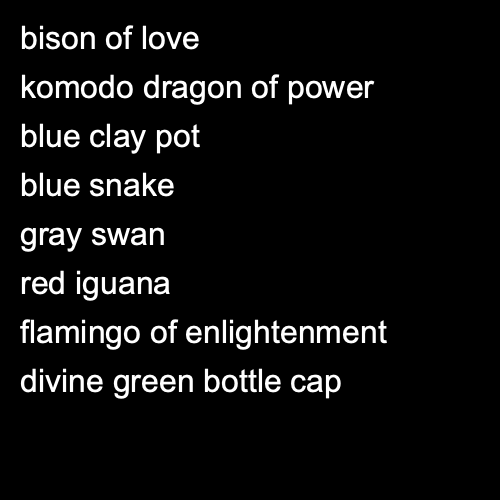 bison of love
komodo dragon of power
blue clay pot
blue snake
gray swan
red iguana
flamingo of enlightenment
divine green bottle cap